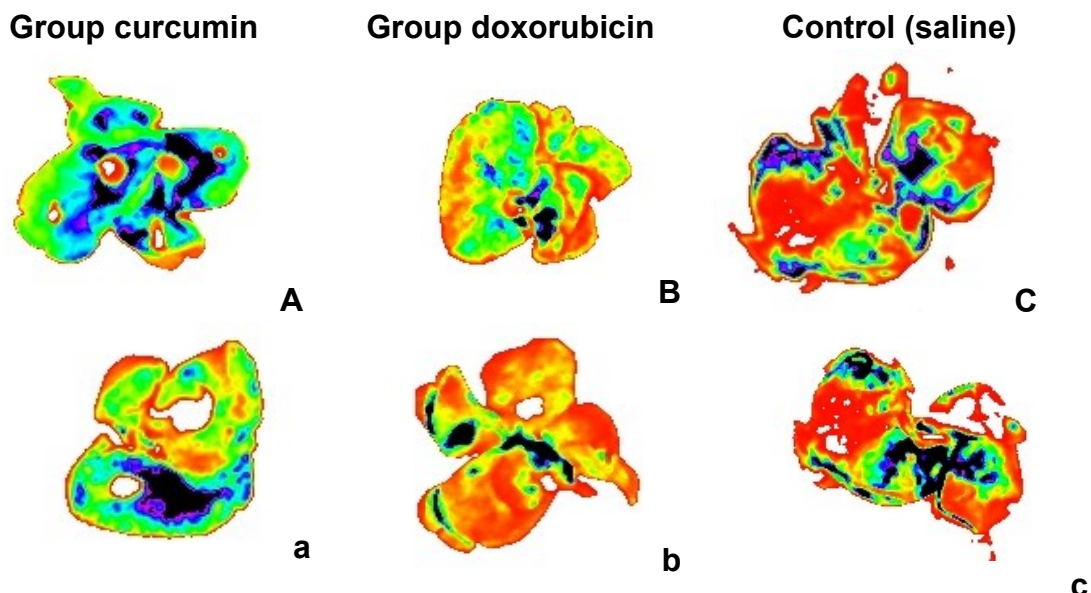 Group curcumin
Group doxorubicin
Control (saline)
A
B
C
a
b
c